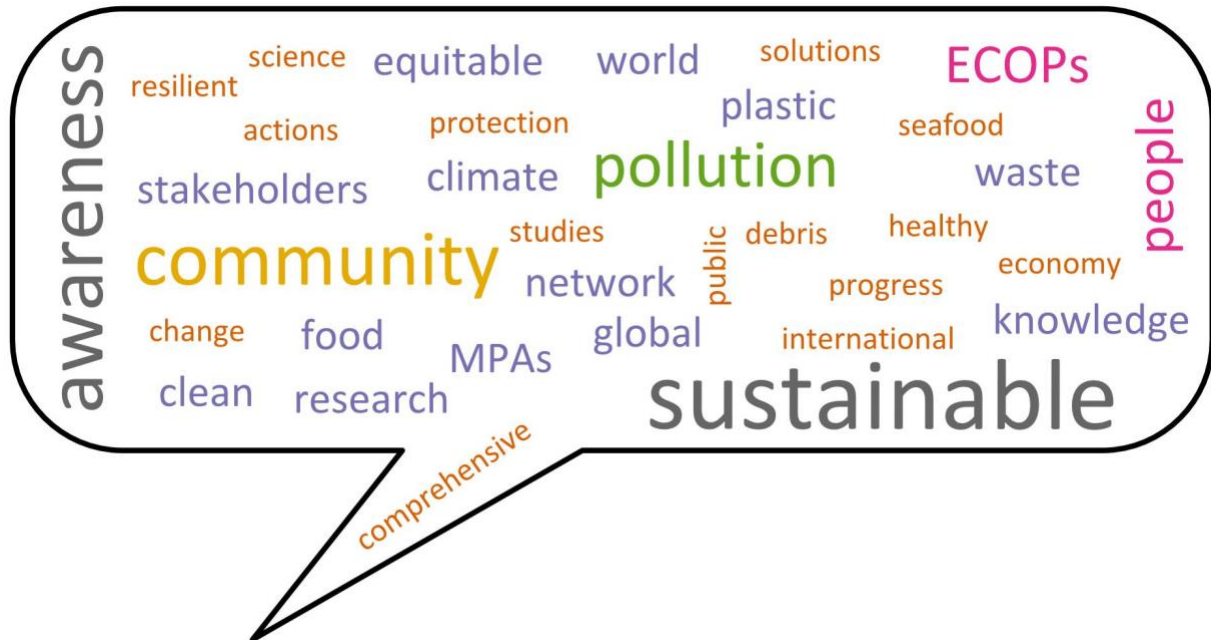 awareness
science
equitable
world
solutions
ECOPs
resilient
plastic
people
actions
protection
seafood
stakeholders
climate
pollution
waste
community
studies
public
debris
healthy
network
progress
economy
change
food
MPAs
global
international
knowledge
clean
research
sustainable
comprehensive